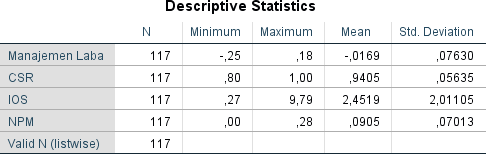 Descriptive Statistics
N Minimum Maximum Mean Std. Deviation
Manajemen Laba 117 -,25 ,18 -,0169 ,07630
CSR 117 ,80 1,00 ,9405 ,05635
IOS 117 ,27 9,79 2,4519 2,01105
NPM 117 ,00 ,28 ,0905 ,07013
Valid N (listwise) 117